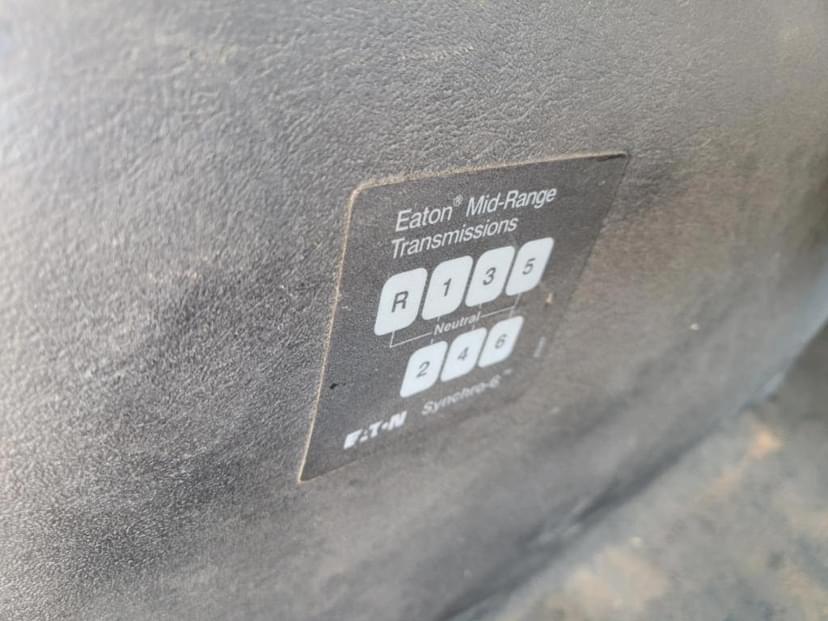 Eaton® Mid-Range
Transmissions
R 1 3 5
Neutral
2 4 6
Synchro-6™
EATON